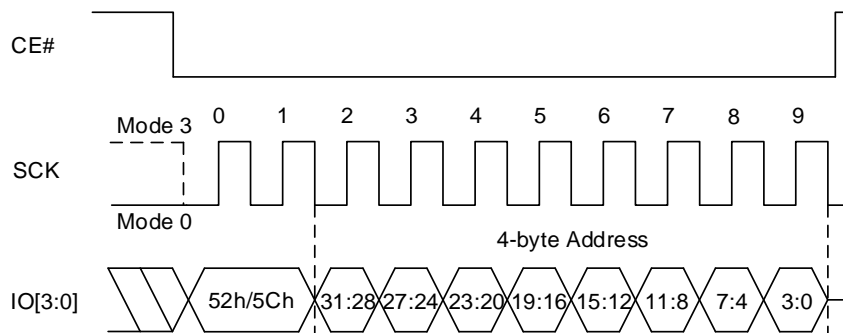 CE#
0 1 2 3 4 5 6 7 8 9
Mode 3
SCK
Mode 0
4-byte Address
IO[3:0] 52h/5Ch 31:28 27:24 23:20 19:16 15:12 11:8 7:4 3:0